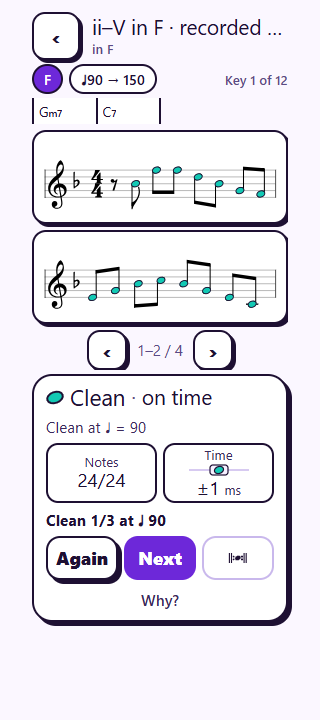 ii–V in F · recorded ...
in F
F
♩90 → 150
Key 1 of 12
Gm7
C7
1–2 / 4
Clean · on time
Clean at ♩ = 90
Notes
24/24
Time
±1 ms
Clean 1/3 at ♩ 90
Again
Next
Why?